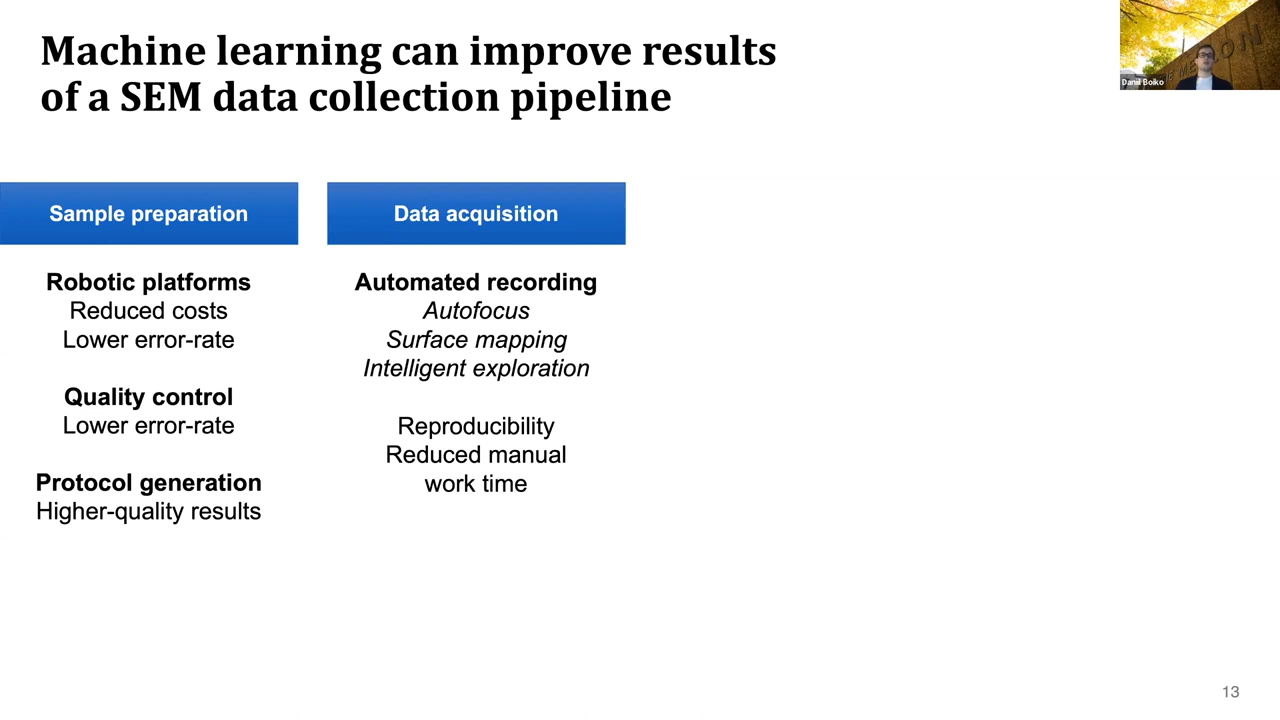 Machine learning can improve results
of a SEM data collection pipeline
Danil Boiko
Sample preparation
Robotic platforms
Reduced costs
Lower error-rate
Quality control
Lower error-rate
Protocol generation
Higher-quality results
Data acquisition
Automated recording
Autofocus
Surface mapping
Intelligent exploration
Reproducibility
Reduced manual
work time
13